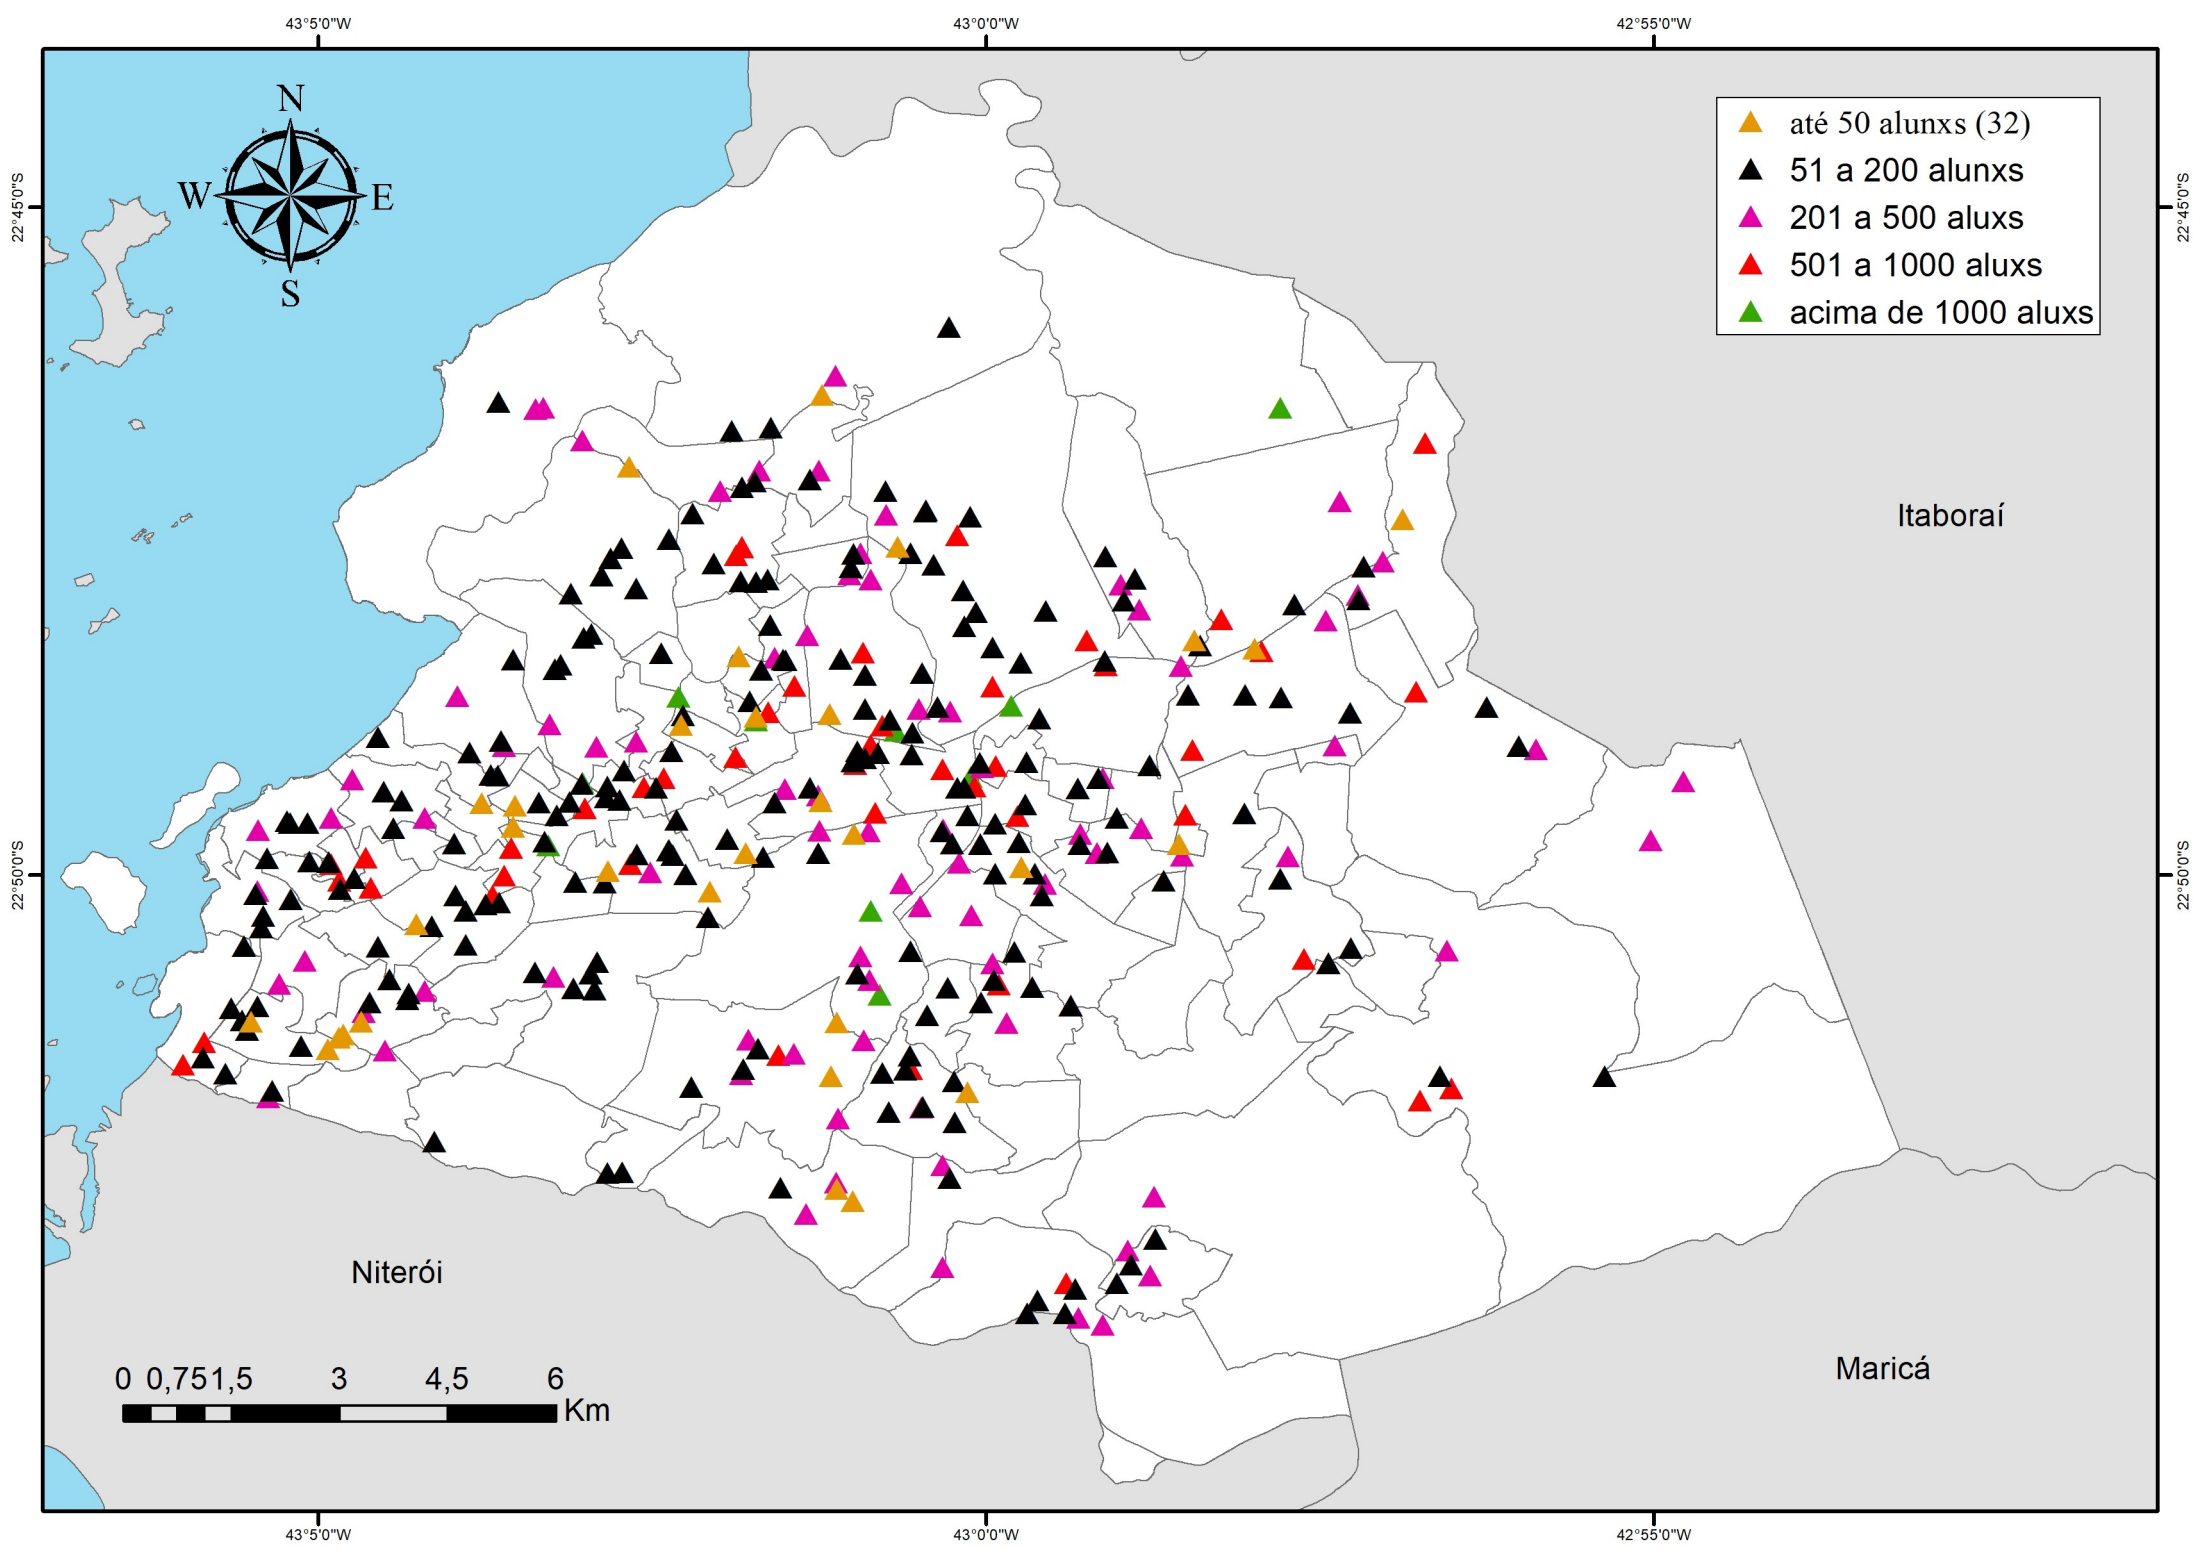 43°5'0"W 43°0'0"W 42°55'0"W
N
W E
S
22°45'0"S
22°45'0"S
até 50 alunxs (32)
51 a 200 alunxs
201 a 500 aluxs
501 a 1000 aluxs
acima de 1000 aluxs
Itaboraí
22°50'0"S
22°50'0"S
Niterói
Maricá
0 0,75 1,5 3 4,5 6
Km
43°5'0"W 43°0'0"W 42°55'0"W